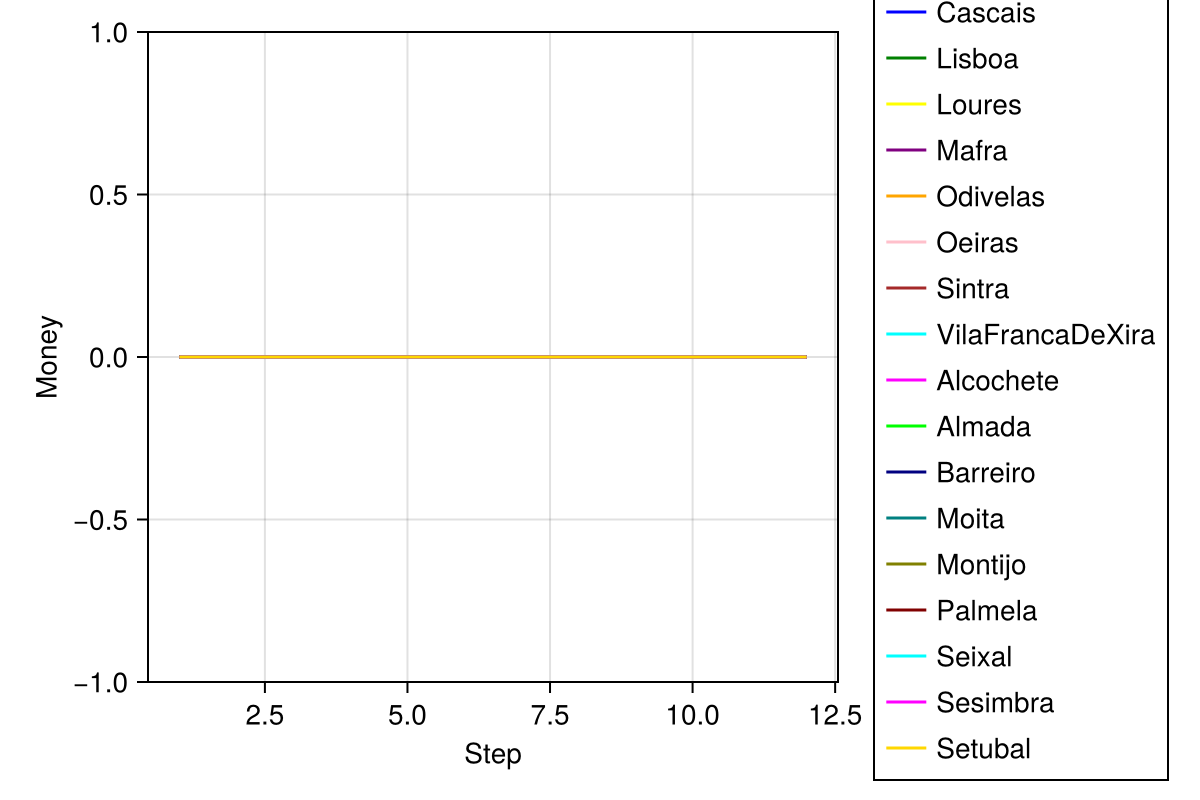 1.0
0.5
0.0
−0.5
−1.0
Money
2.5 5.0 7.5 10.0 12.5
Step
Cascais
Lisboa
Loures
Mafra
Odivelas
Oeiras
Sintra
VilaFrancaDeXira
Alcochete
Almada
Barreiro
Moita
Montijo
Palmela
Seixal
Sesimbra
Setubal